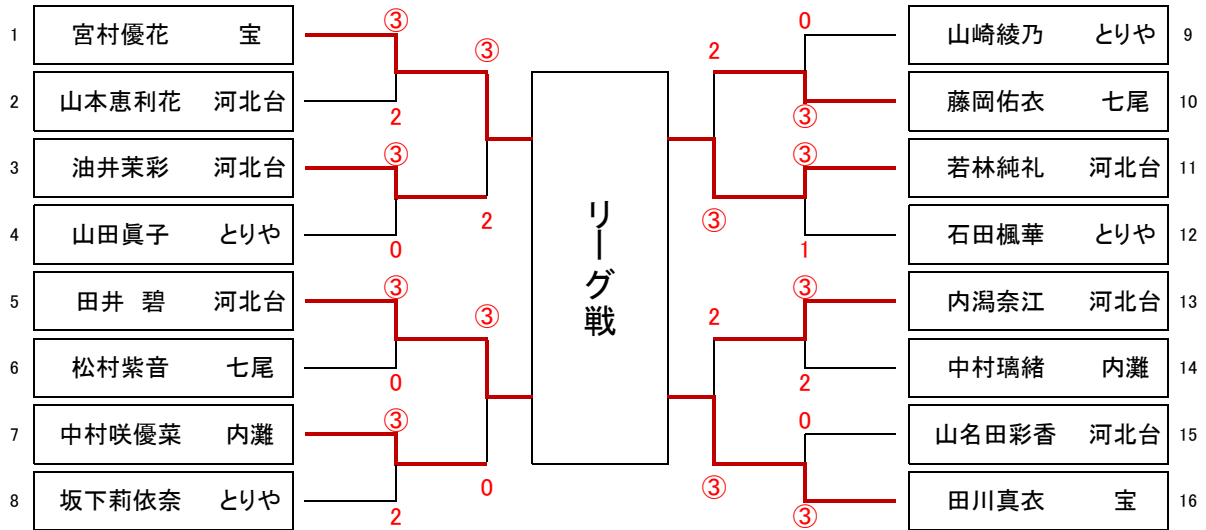 1 宮村優花 宝
2 山本恵利花 河北台
3 油井茉彩 河北台
4 山田眞子 とりや
5 田井 碧 河北台
6 松村紫音 七尾
7 中村咲優菜 内灘
8 坂下莉依奈 とりや
③
2
③
0
③
0
③
2
③
2
③
0
リーグ戦
2
③
2
③
0
③
③
1
③
2
0
③
山崎綾乃 とりや 9
藤岡佑衣 七尾 10
若林純礼 河北台 11
石田楓華 とりや 12
内潟奈江 河北台 13
中村璃緒 内灘 14
山名田彩香 河北台 15
田川真衣 宝 16